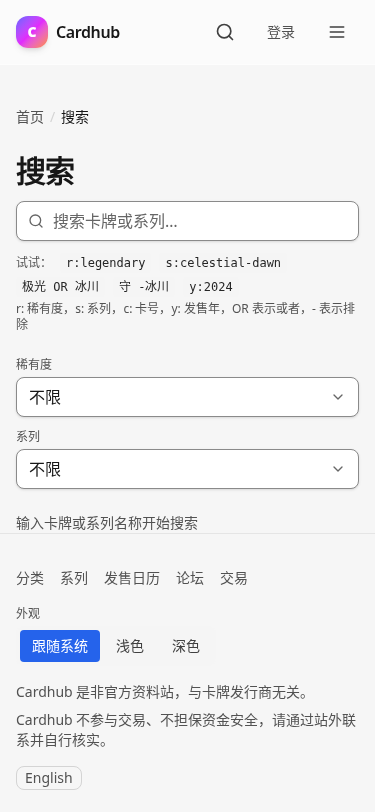 C Cardhub 登录
首页 / 搜索
搜索
搜索卡牌或系列...
试试: r:legendary s:celestial-dawn
极光 OR 冰川 守 -冰川 y:2024
r: 稀有度，s: 系列，c: 卡号，y: 发售年，OR 表示或者，- 表示排
除
稀有度
不限
系列
不限
输入卡牌或系列名称开始搜索
分类 系列 发售日历 论坛 交易
外观
跟随系统 浅色 深色
Cardhub 是非官方资料站，与卡牌发行商无关。
Cardhub 不参与交易、不担保资金安全，请通过站外联
系并自行核实。
English